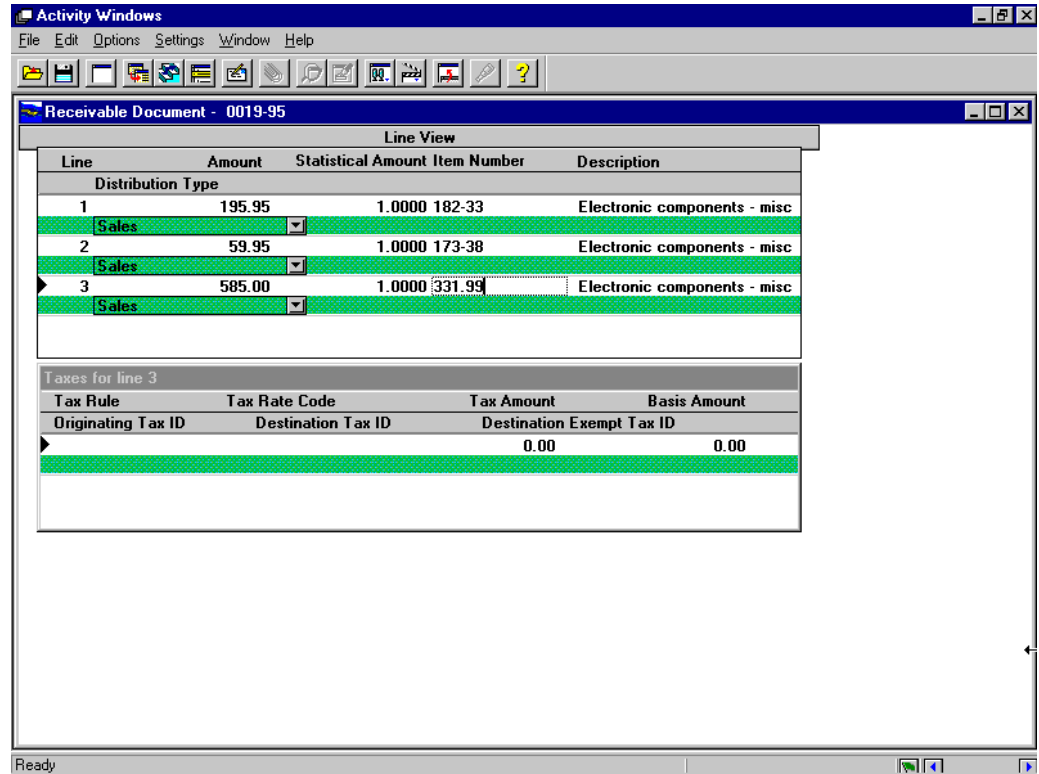 Activity Windows
File Edit Options Settings Window Help
Receivable Document - 0019-95
Line View
Line Amount Statistical Amount Item Number Description
Distribution Type
1 195.95 1.0000 182-33 Electronic components - misc
Sales
2 59.95 1.0000 173-38 Electronic components - misc
Sales
3 585.00 1.0000 331.99 Electronic components - misc
Sales
Taxes for line 3
Tax Rule Tax Rate Code Tax Amount Basis Amount
Originating Tax ID Destination Tax ID Destination Exempt Tax ID
0.00 0.00
Ready